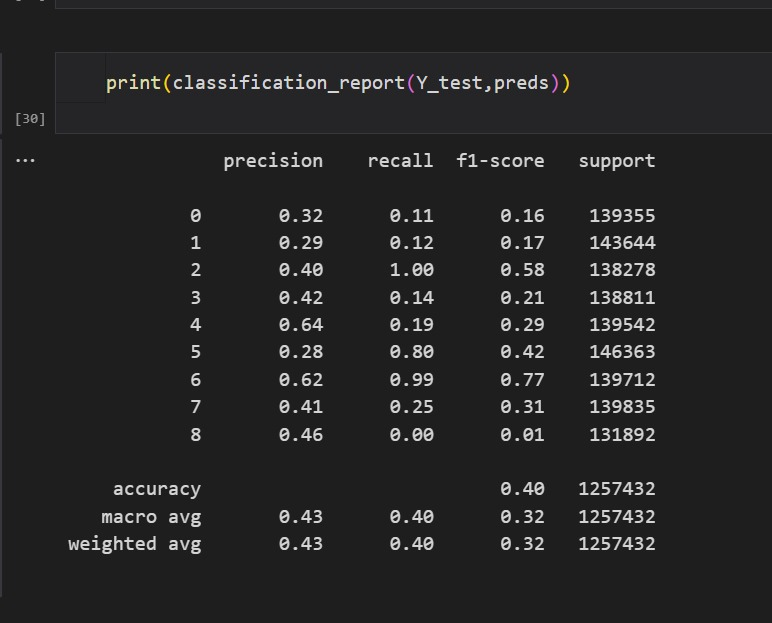 print(classification_report(Y_test,preds))
[30]
...
precision recall f1-score support
0 0.32 0.11 0.16 139355
1 0.29 0.12 0.17 143644
2 0.40 1.00 0.58 138278
3 0.42 0.14 0.21 138811
4 0.64 0.19 0.29 139542
5 0.28 0.80 0.42 146363
6 0.62 0.99 0.77 139712
7 0.41 0.25 0.31 139835
8 0.46 0.00 0.01 131892
accuracy 0.40 1257432
macro avg 0.43 0.40 0.32 1257432
weighted avg 0.43 0.40 0.32 1257432